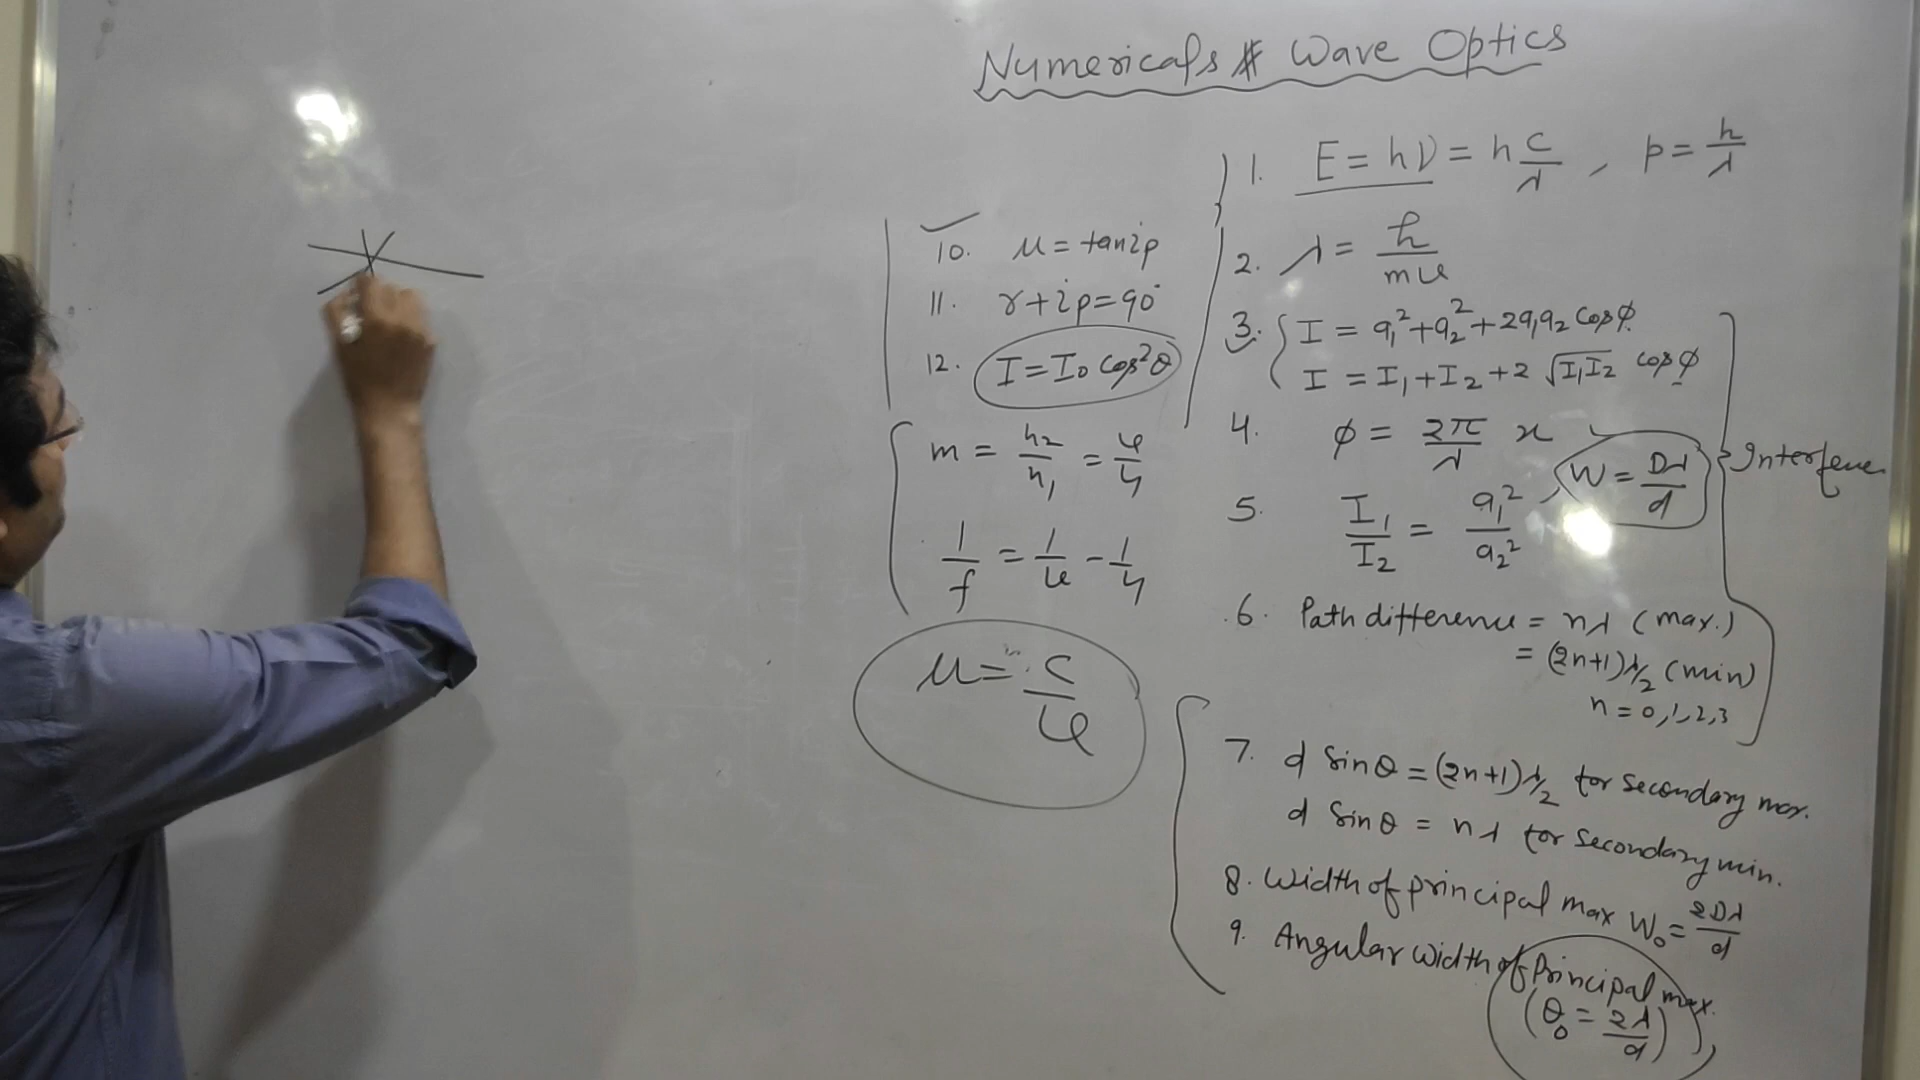 Numericals # Wave Optics
1. E = hν = h c/λ , p = h/λ
2. λ = h/mv
3. I = a₁² + a₂² + 2a₁a₂ cosϕ
I = I₁ + I₂ + 2 √I₁I₂ cosϕ
4. ϕ = 2π/λ x
W = Dλ/d
Interference
5. I₁/I₂ = a₁²/a₂²
6. Path difference = nλ (max.)
= (2n+1)λ/2 (min)
n = 0,1,2,3
7. d sinθ = (2n+1)λ/2 for secondary max.
d sinθ = nλ for secondary min.
8. Width of principal max W₀ = 2Dλ/d
9. Angular width of Principal max.
(θ₀ = 2λ/d)
10. μ = tanip
11. r + ip = 90°
12. I = I₀ cos²θ
m = h₂/h₁ = v/u
1/f = 1/v - 1/u
μ = c/v